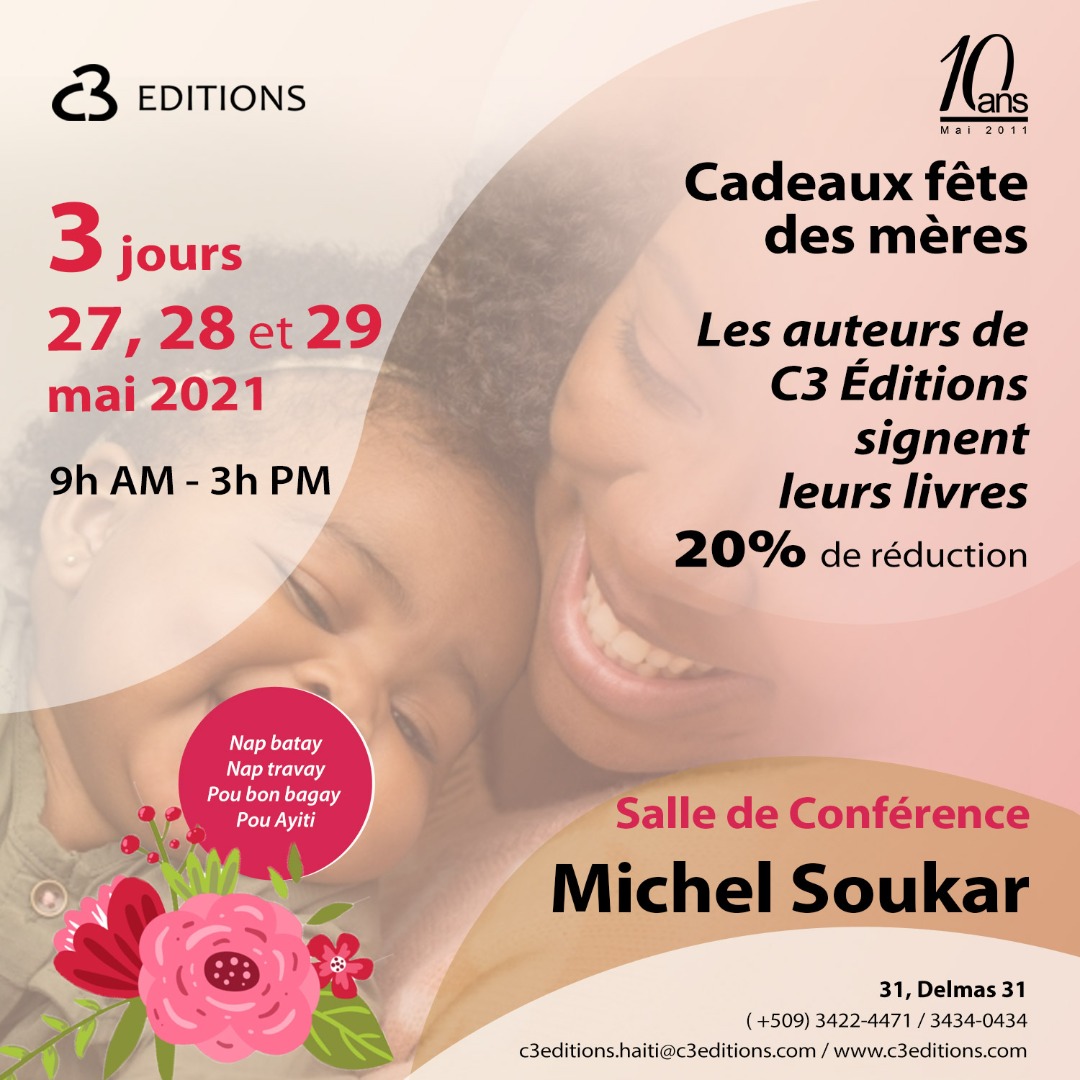 C3 EDITIONS
10 ans
Mai 2011
Cadeaux fête
des mères
3 jours
27, 28 et 29
mai 2021
9h AM - 3h PM
Les auteurs de
C3 Éditions
signent
leurs livres
20% de réduction
Nap batay
Nap travay
Pou bon bagay
Pou Ayiti
Salle de Conférence
Michel Soukar
31, Delmas 31
( +509) 3422-4471 / 3434-0434
c3editions.haiti@c3editions.com / www.c3editions.com